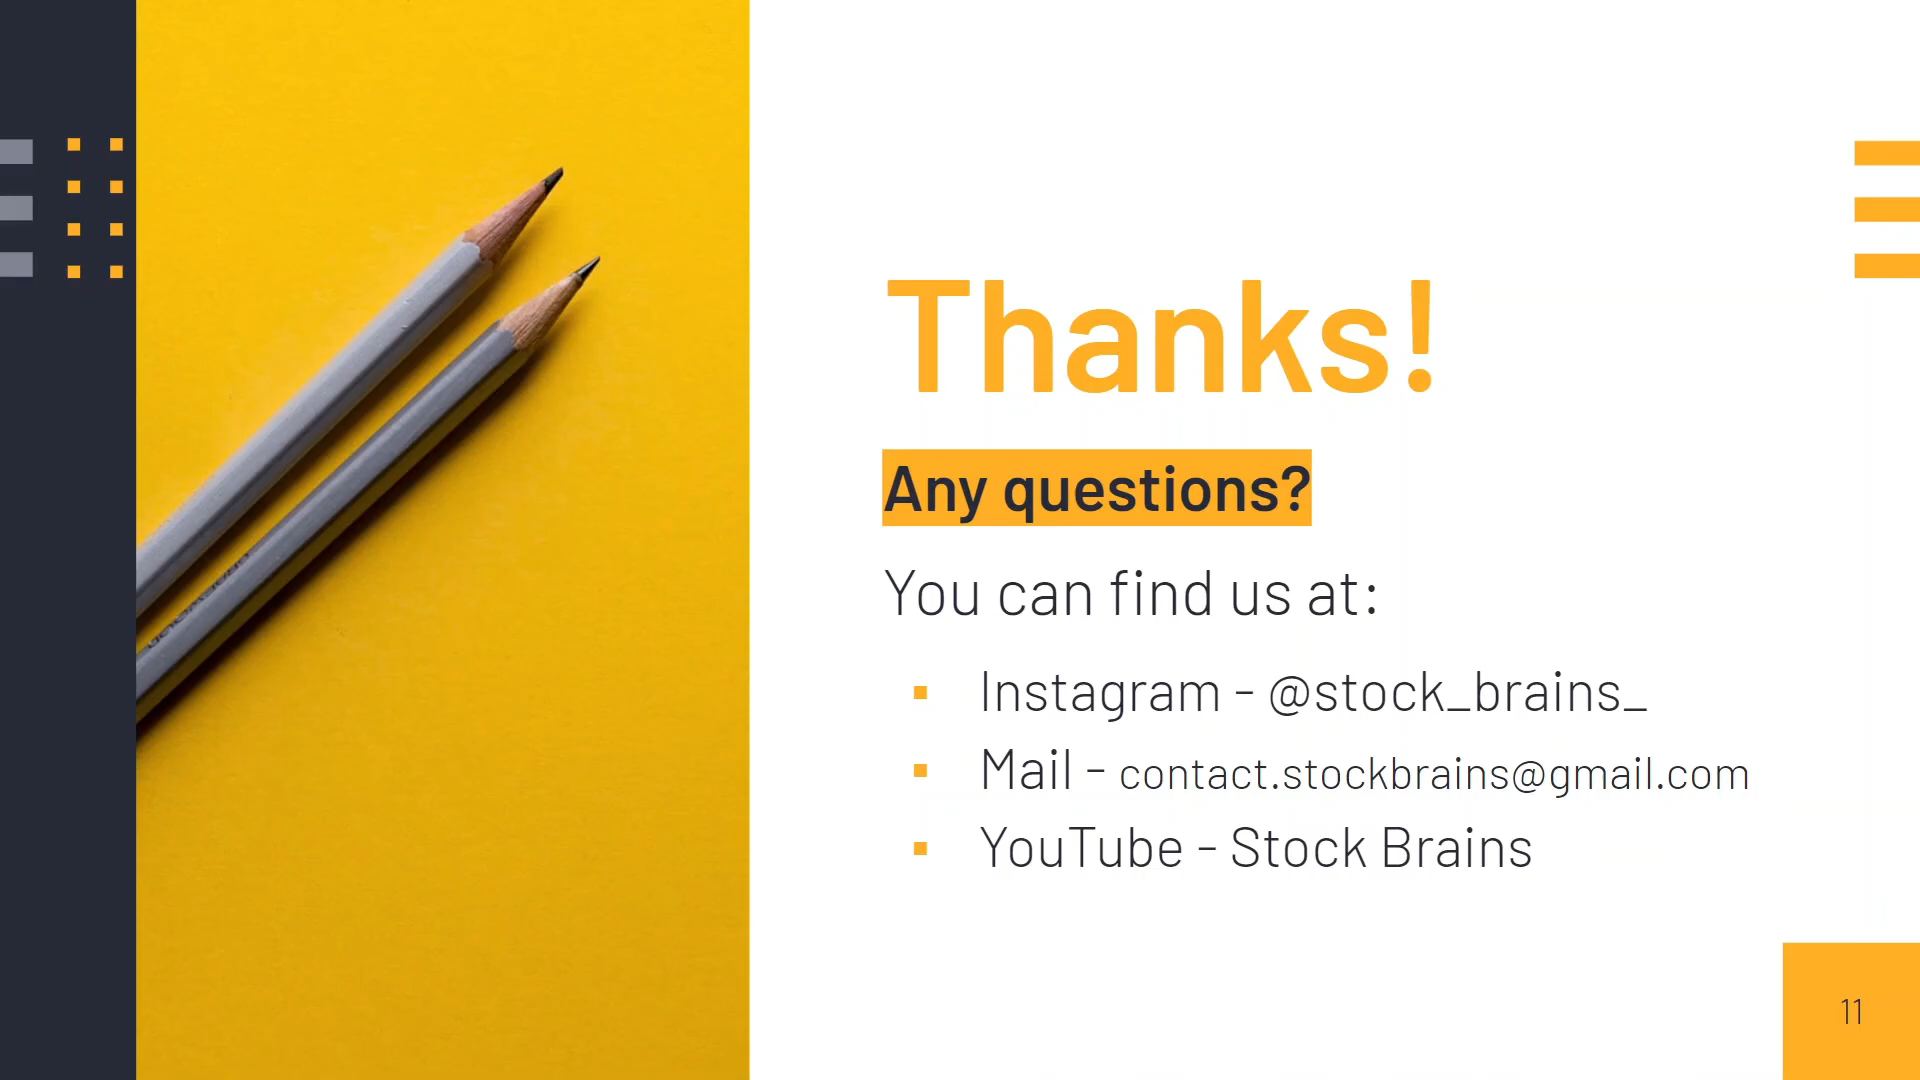 Thanks!
Any questions?
You can find us at:
▪ Instagram - @stock_brains_
▪ Mail - contact.stockbrains@gmail.com
▪ YouTube - Stock Brains
11